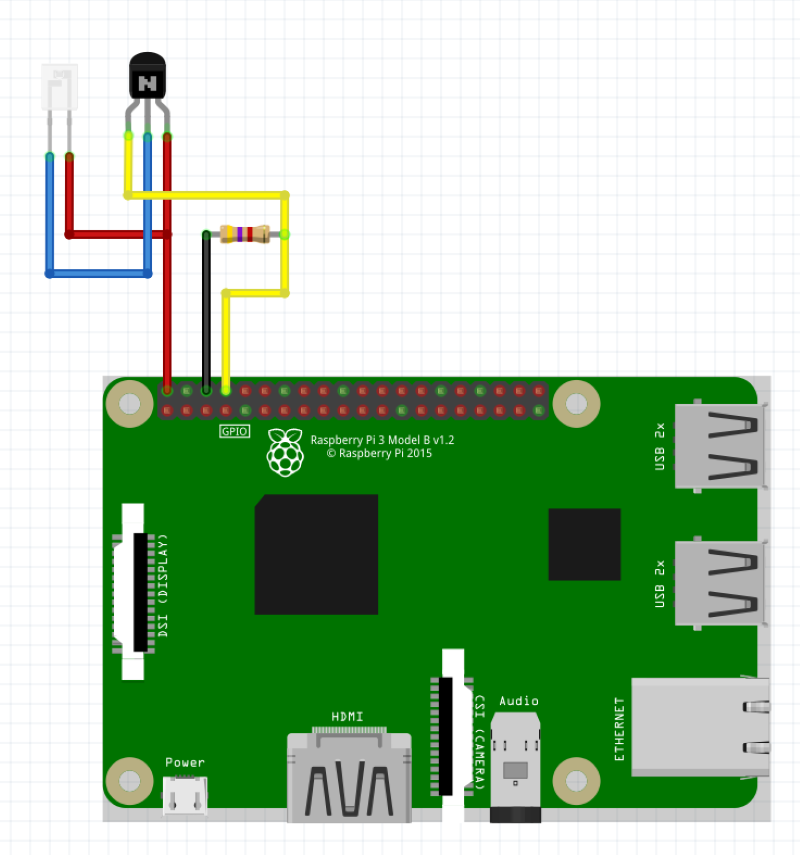 N
GPIO
Raspberry Pi 3 Model B v1.2
© Raspberry Pi 2015
USB 2x
DSI (DISPLAY)
USB 2x
HDMI
CSI (CAMERA)
Audio
ETHERNET
Power